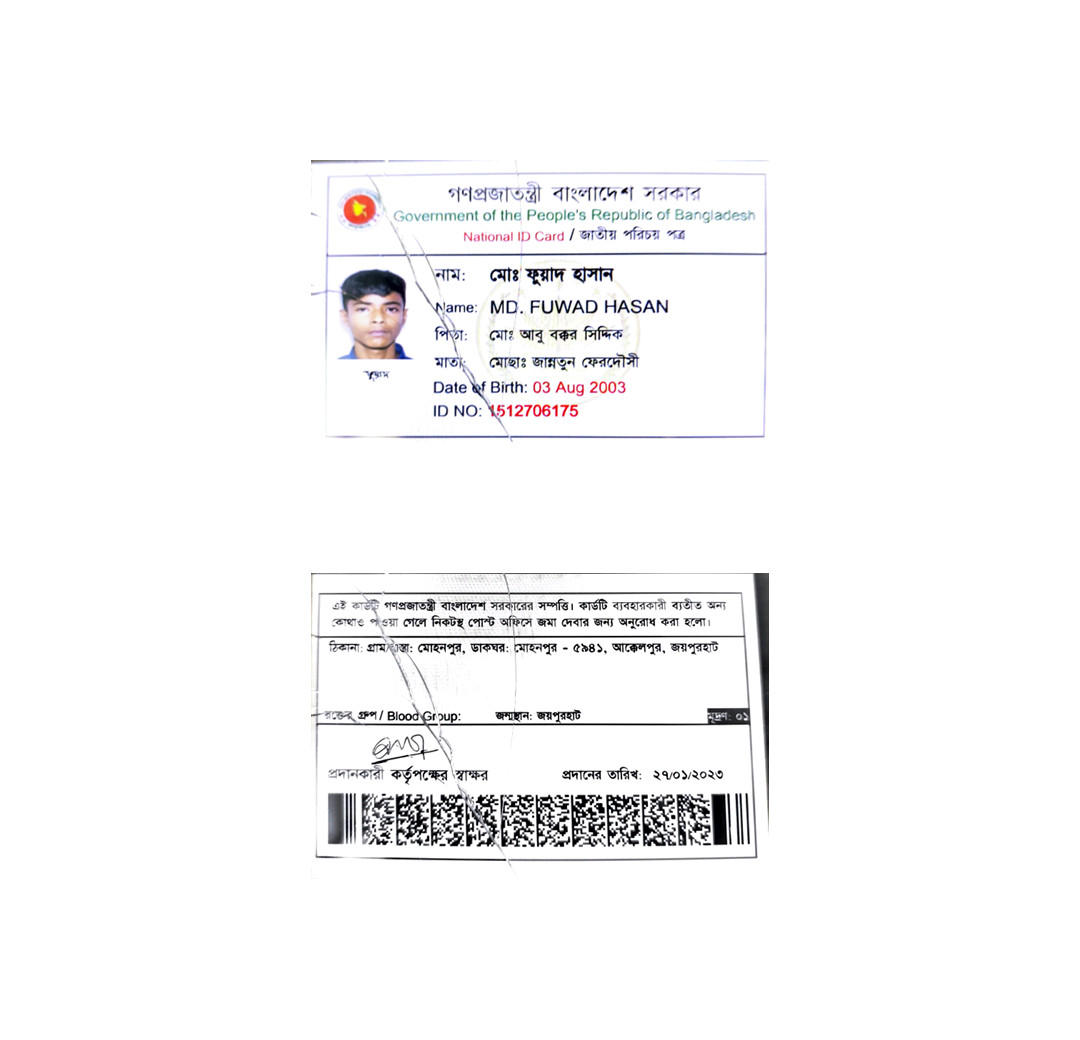 গণপ্রজাতন্ত্রী বাংলাদেশ সরকার
Government of the People's Republic of Bangladesh
National ID Card / জাতীয় পরিচয় পত্র
নাম: মোঃ ফুয়াদ হাসান
Name: MD. FUWAD HASAN
পিতা: মোঃ আবু বক্কর সিদ্দিক
মাতা: মোছাঃ জান্নাতুন ফেরদৌসী
ফুয়াদ
Date of Birth: 03 Aug 2003
ID NO: 1512706175
এই কার্ডটি গণপ্রজাতন্ত্রী বাংলাদেশ সরকারের সম্পত্তি। কার্ডটি ব্যবহারকারী ব্যতীত অন্য
কোথাও পাওয়া গেলে নিকটস্থ পোস্ট অফিসে জমা দেবার জন্য অনুরোধ করা হলো।
ঠিকানা: গ্রাম/রাস্তা: মোহনপুর, ডাকঘর: মোহনপুর - ৫৯৪১, আক্কেলপুর, জয়পুরহাট
রক্তের গ্রুপ / Blood Group: জন্মস্থান: জয়পুরহাট মুদ্রণ: ০১
প্রদানকারী কর্তৃপক্ষের স্বাক্ষর প্রদানের তারিখ: ২৭/০১/২০২৩